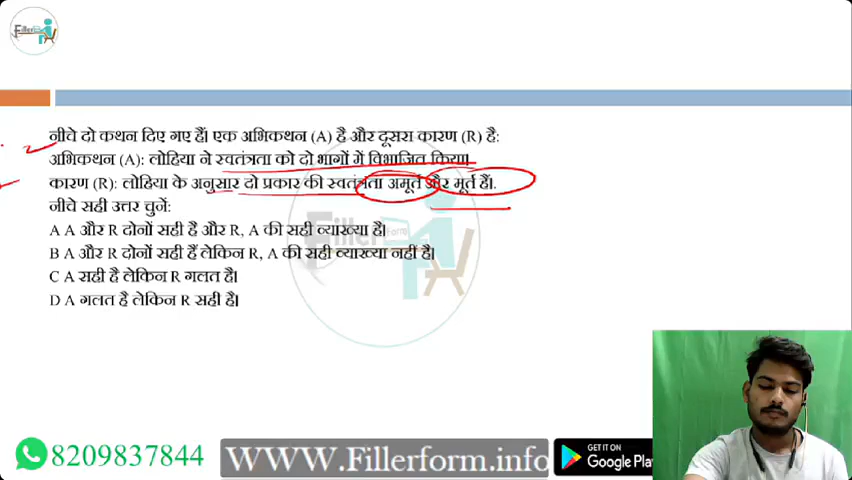 Fillerform
नीचे दो कथन दिए गए हैं। एक अभिकथन (A) है और दूसरा कारण (R) है:
अभिकथन (A): लोहिया ने स्वतंत्रता को दो भागों में विभाजित किया।
कारण (R): लोहिया के अनुसार दो प्रकार की स्वतंत्रता अमूर्त और मूर्त हैं।.
नीचे सही उत्तर चुनें:
A A और R दोनों सही है और R, A की सही व्याख्या है।
B A और R दोनों सही हैं लेकिन R, A की सही व्याख्या नहीं है।
C A सही है लेकिन R गलत है।
D A गलत है लेकिन R सही है।
8209837844
WWW.Fillerform.info
GET IT ON
Google Pla